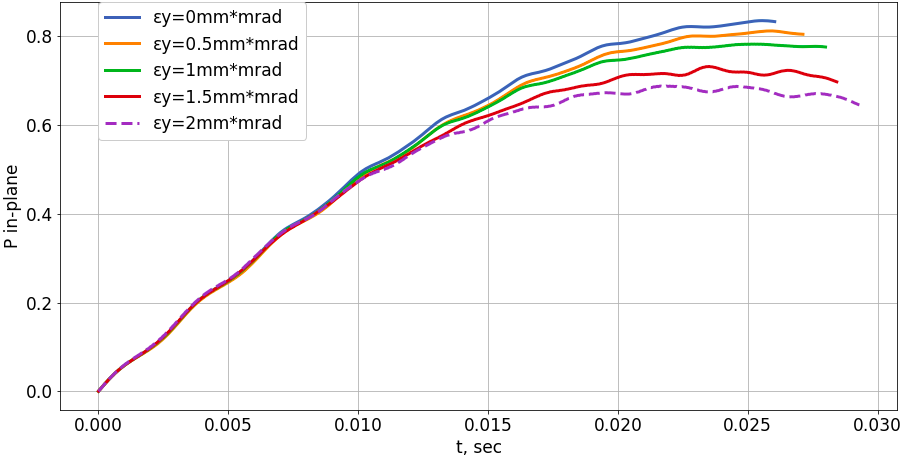 εy=0mm*mrad
εy=0.5mm*mrad
εy=1mm*mrad
εy=1.5mm*mrad
εy=2mm*mrad
P in-plane
0.8
0.6
0.4
0.2
0.0
0.000 0.005 0.010 0.015 0.020 0.025 0.030
t, sec